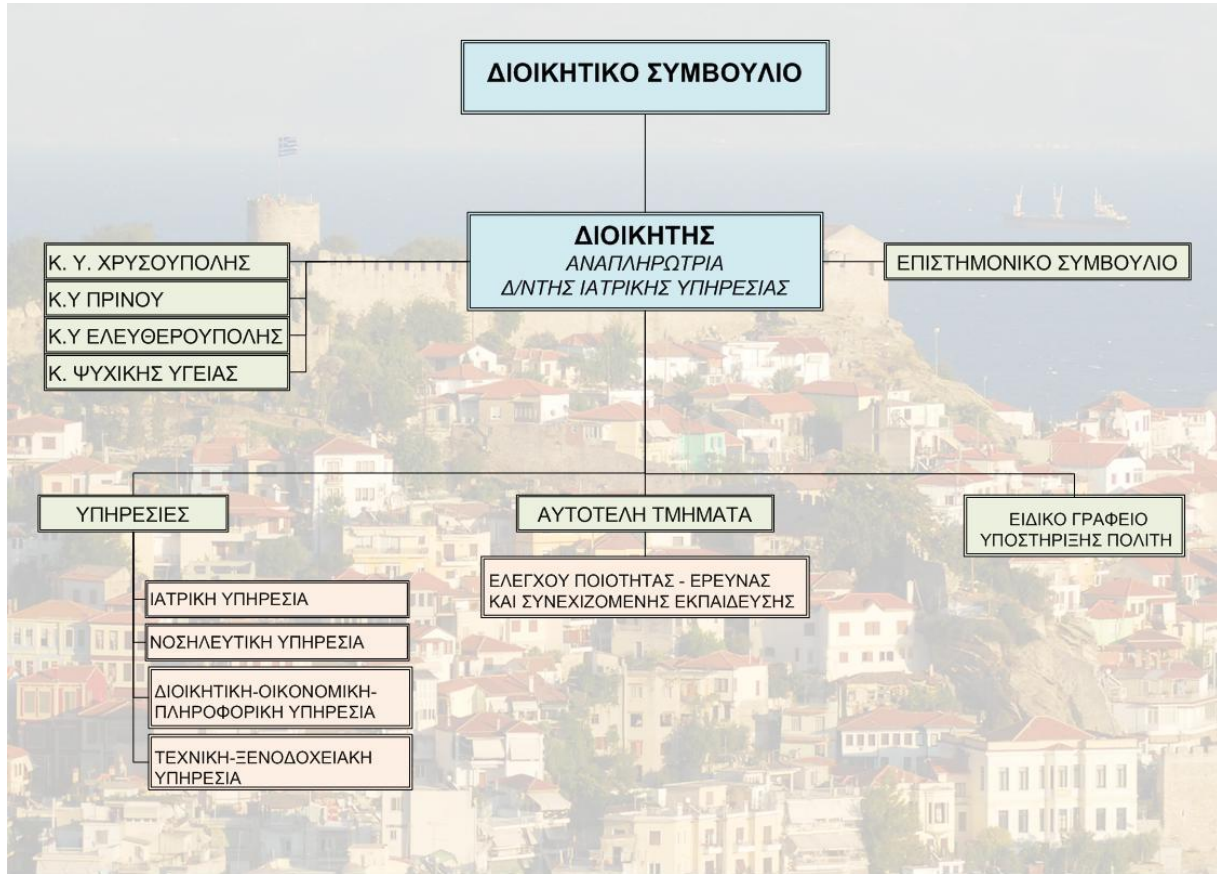 ΔΙΟΙΚΗΤΙΚΟ ΣΥΜΒΟΥΛΙΟ
ΔΙΟΙΚΗΤΗΣ
ΑΝΑΠΛΗΡΩΤΡΙΑ
Δ/ΝΤΗΣ ΙΑΤΡΙΚΗΣ ΥΠΗΡΕΣΙΑΣ
Κ. Υ. ΧΡΥΣΟΥΠΟΛΗΣ
Κ.Υ ΠΡΙΝΟΥ
Κ.Υ ΕΛΕΥΘΕΡΟΥΠΟΛΗΣ
Κ. ΨΥΧΙΚΗΣ ΥΓΕΙΑΣ
ΕΠΙΣΤΗΜΟΝΙΚΟ ΣΥΜΒΟΥΛΙΟ
ΥΠΗΡΕΣΙΕΣ
ΙΑΤΡΙΚΗ ΥΠΗΡΕΣΙΑ
ΝΟΣΗΛΕΥΤΙΚΗ ΥΠΗΡΕΣΙΑ
ΔΙΟΙΚΗΤΙΚΗ-ΟΙΚΟΝΟΜΙΚΗ-
ΠΛΗΡΟΦΟΡΙΚΗ ΥΠΗΡΕΣΙΑ
ΤΕΧΝΙΚΗ-ΞΕΝΟΔΟΧΕΙΑΚΗ
ΥΠΗΡΕΣΙΑ
ΑΥΤΟΤΕΛΗ ΤΜΗΜΑΤΑ
ΕΛΕΓΧΟΥ ΠΟΙΟΤΗΤΑΣ - ΕΡΕΥΝΑΣ
ΚΑΙ ΣΥΝΕΧΙΖΟΜΕΝΗΣ ΕΚΠΑΙΔΕΥΣΗΣ
ΕΙΔΙΚΟ ΓΡΑΦΕΙΟ
ΥΠΟΣΤΗΡΙΞΗΣ ΠΟΛΙΤΗ